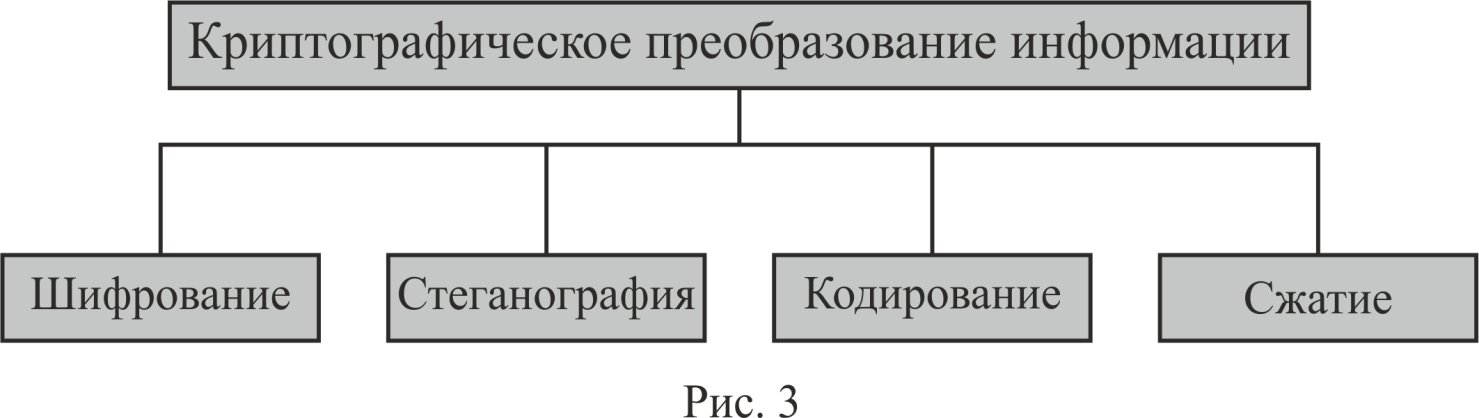 Криптографическое преобразование информации
Шифрование
Стеганография
Кодирование
Сжатие
Рис. 3